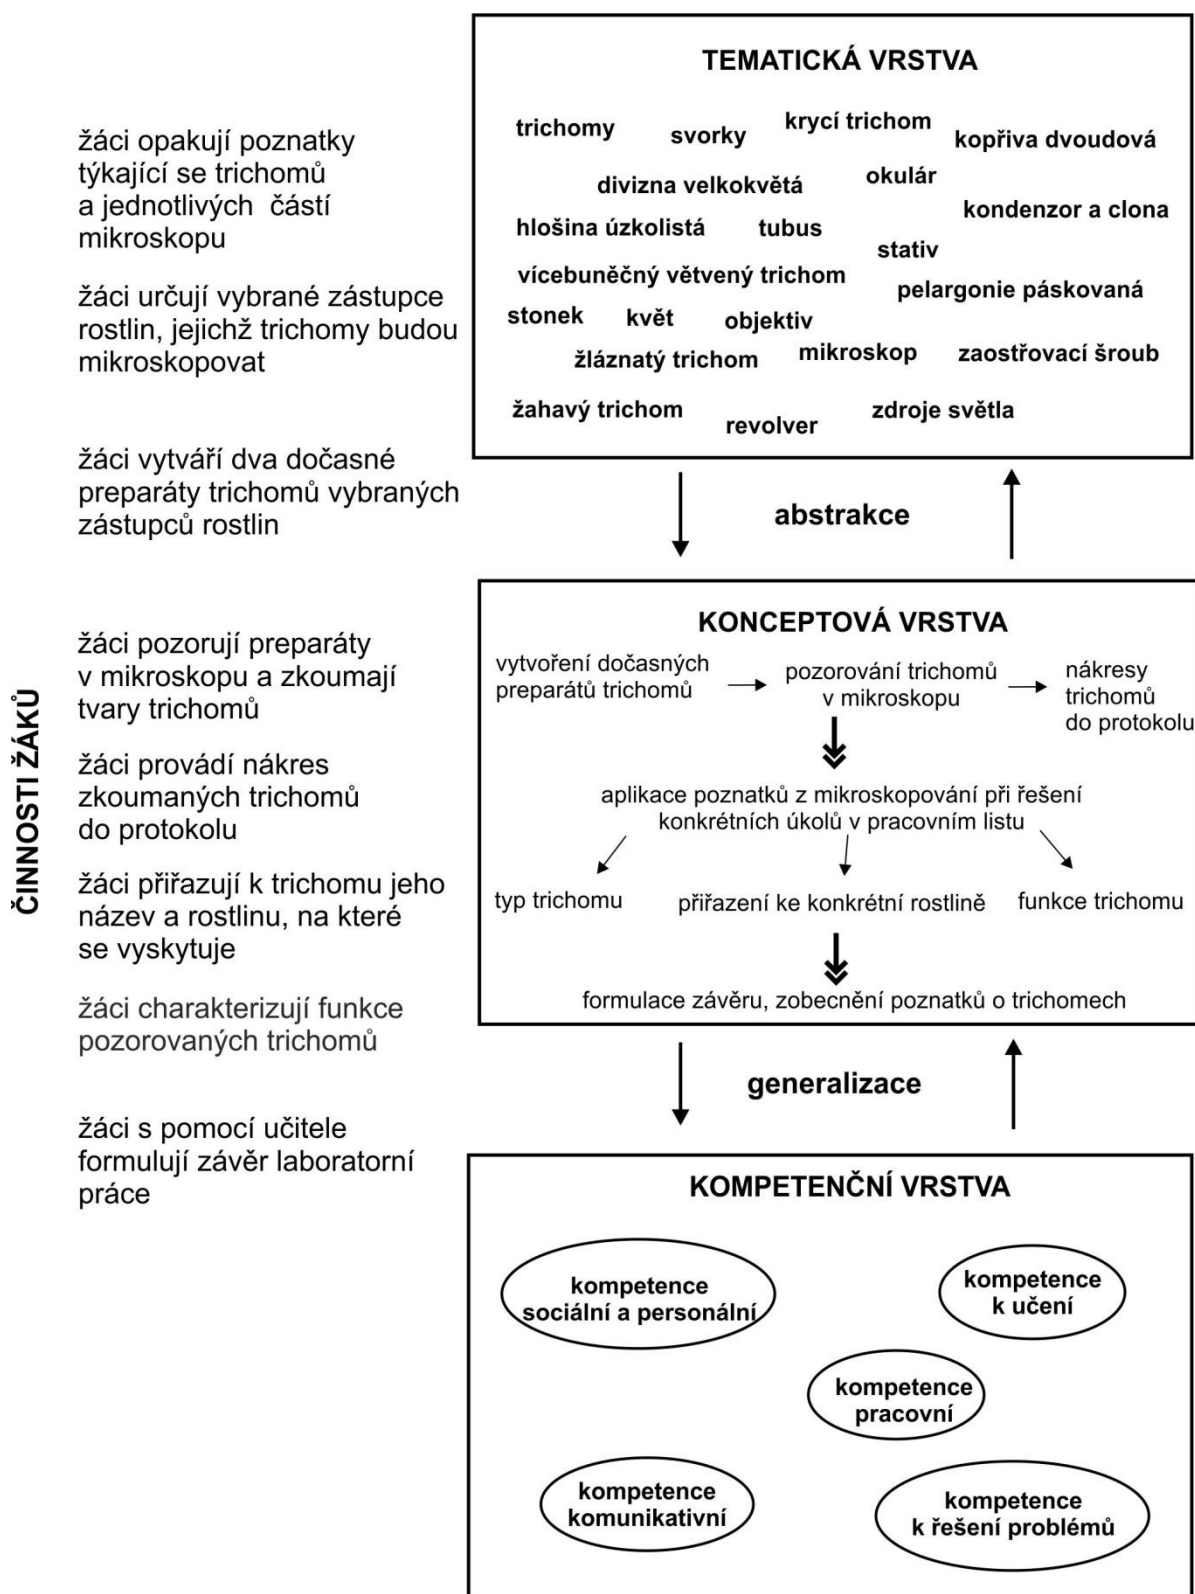 ČINNOSTI ŽÁKŮ
žáci opakují poznatky
týkající se trichomů
a jednotlivých částí
mikroskopu
žáci určují vybrané zástupce
rostlin, jejichž trichomy budou
mikroskopovat
žáci vytváří dva dočasné
preparáty trichomů vybraných
zástupců rostlin
žáci pozorují preparáty
v mikroskopu a zkoumají
tvary trichomů
žáci provádí nákres
zkoumaných trichomů
do protokolu
žáci přiřazují k trichomu jeho
název a rostlinu, na které
se vyskytuje
žáci charakterizují funkce
pozorovaných trichomů
žáci s pomocí učitele
formulují závěr laboratorní
práce
TEMATICKÁ VRSTVA
trichomy
svorky
krycí trichom
kopřiva dvoudová
divizna velkokvětá
okulár
kondenzor a clona
hlošina úzkolistá
tubus
stativ
vícebuněčný větvený trichom
pelargonie páskovaná
stonek
květ
objektiv
žláznatý trichom
mikroskop
zaostřovací šroub
žahavý trichom
revolver
zdroje světla
abstrakce
KONCEPTOVÁ VRSTVA
vytvoření dočasných
preparátů trichomů
pozorování trichomů
v mikroskopu
nákresy
trichomů
do protokolu
aplikace poznatků z mikroskopování při řešení
konkrétních úkolů v pracovním listu
typ trichomu
přiřazení ke konkrétní rostlině
funkce trichomu
formulace závěru, zobecnění poznatků o trichomech
generalizace
KOMPETENČNÍ VRSTVA
kompetence
sociální a personální
kompetence
k učení
kompetence
pracovní
kompetence
komunikativní
kompetence
k řešení problémů